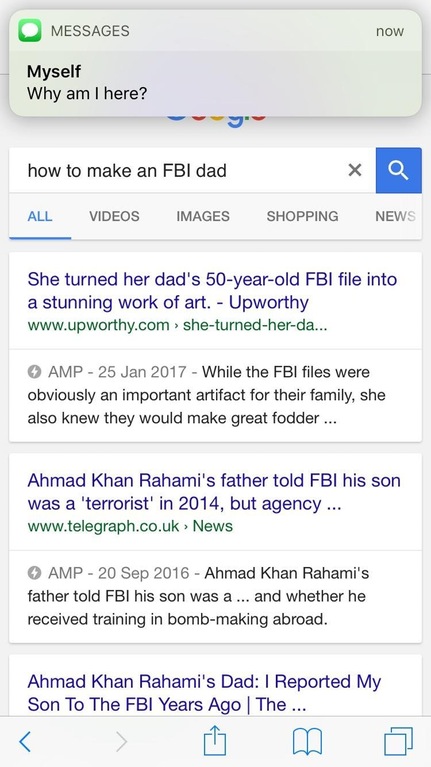 MESSAGES
now
Myself
Why am I here?
Google
how to make an FBI dad
ALL VIDEOS IMAGES SHOPPING NEWS
She turned her dad's 50-year-old FBI file into
a stunning work of art. - Upworthy
www.upworthy.com › she-turned-her-da...
AMP - 25 Jan 2017 - While the FBI files were
obviously an important artifact for their family, she
also knew they would make great fodder ...
Ahmad Khan Rahami's father told FBI his son
was a 'terrorist' in 2014, but agency ...
www.telegraph.co.uk › News
AMP - 20 Sep 2016 - Ahmad Khan Rahami's
father told FBI his son was a ... and whether he
received training in bomb-making abroad.
Ahmad Khan Rahami's Dad: I Reported My
Son To The FBI Years Ago | The ...